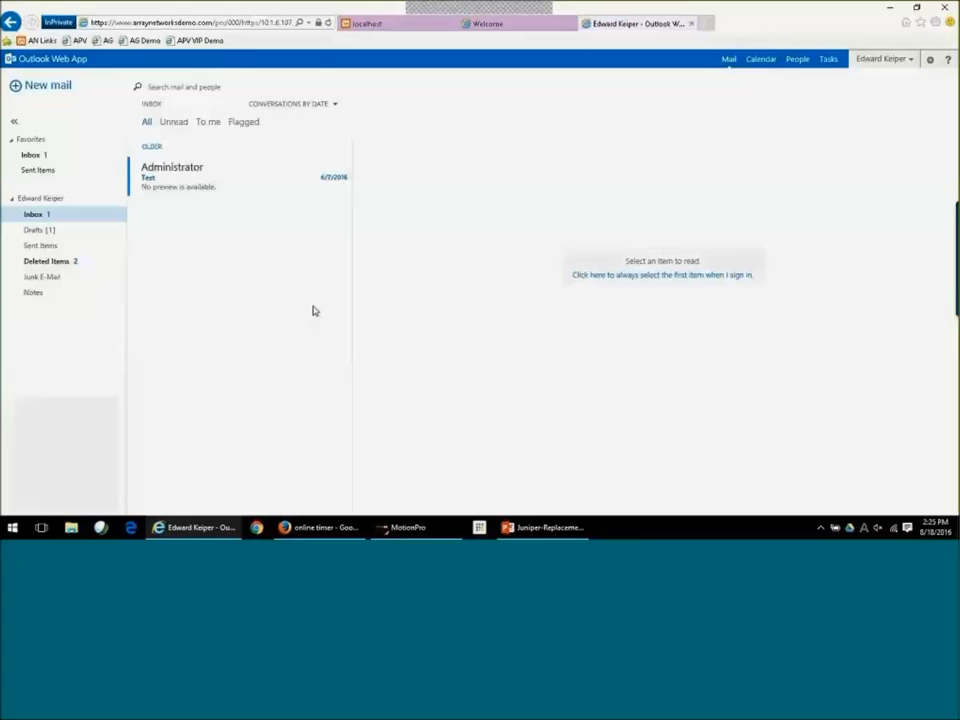 InPrivate https://www.arraynetworksdemo.com/prx/000/http/10.1.6.107 localhost Welcome Edward Keiper - Outlook W...
AN Links APV AG AG Demo APV VIP Demo
Outlook Web App Mail Calendar People Tasks Edward Keiper ?
New mail Search mail and people
INBOX CONVERSATIONS BY DATE
All Unread To me Flagged
Favorites
Inbox 1
Sent Items
Edward Keiper
Inbox 1
Drafts [1]
Sent Items
Deleted Items 2
Junk E-Mail
Notes
OLDER
Administrator
Test 6/7/2016
No preview is available.
Select an item to read.
Click here to always select the first item when I sign in.
Edward Keiper - Ou... online timer - Goo... MotionPro Juniper-Replaceme... 2:25 PM
8/18/2016